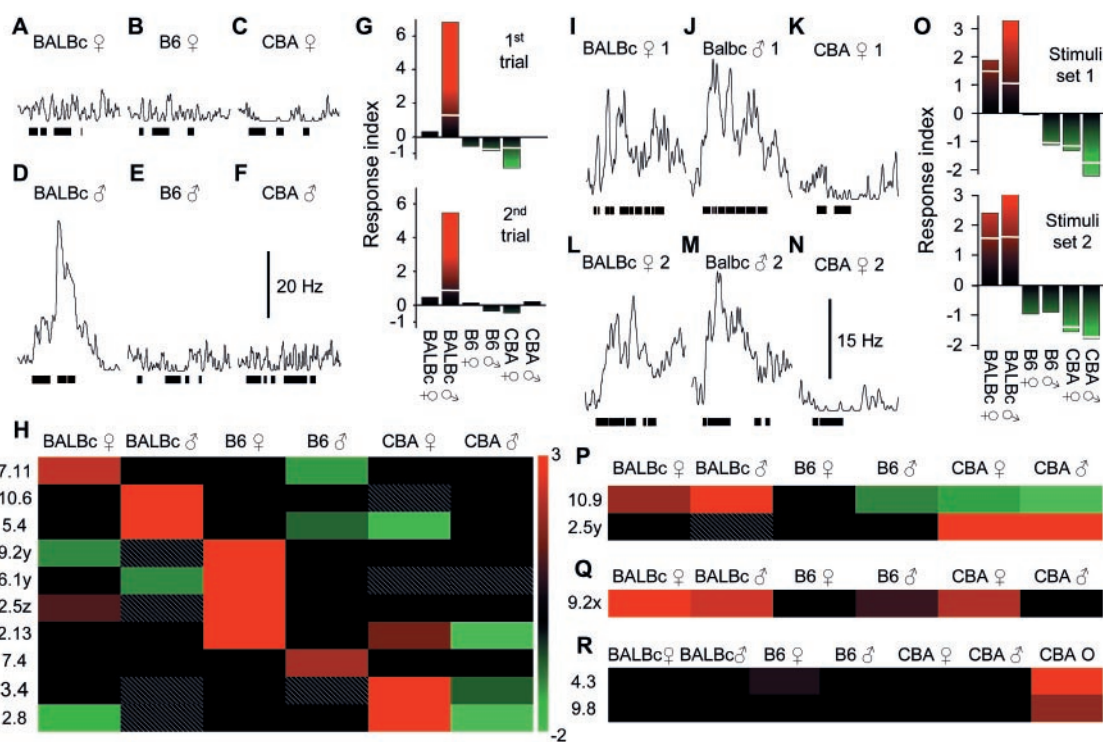 A BALBc ♀ B B6 ♀ C CBA ♀
D BALBc ♂ E B6 ♂ F CBA ♂
20 Hz
G
Response index
6
4
2
0
-1
1st trial
6
4
2
0
-1
2nd trial
BALBc ♀ BALBc ♂ B6 ♀ B6 ♂ CBA ♀ CBA ♂
I BALBc ♀ 1 J Balbc ♂ 1 K CBA ♀ 1
L BALBc ♀ 2 M Balbc ♂ 2 N CBA ♀ 2
15 Hz
O
Response index
3
2
1
0
-1
-2
Stimuli set 1
3
2
1
0
-1
-2
Stimuli set 2
BALBc ♀ BALBc ♂ B6 ♀ B6 ♂ CBA ♀ CBA ♂
H
BALBc ♀ BALBc ♂ B6 ♀ B6 ♂ CBA ♀ CBA ♂
7.11
10.6
5.4
9.2y
6.1y
2.5z
2.13
7.4
3.4
2.8
3
-2
P
BALBc ♀ BALBc ♂ B6 ♀ B6 ♂ CBA ♀ CBA ♂
10.9
2.5y
Q
BALBc ♀ BALBc ♂ B6 ♀ B6 ♂ CBA ♀ CBA ♂
9.2x
R
BALBc♀ BALBc♂ B6 ♀ B6 ♂ CBA ♀ CBA ♂ CBA O
4.3
9.8